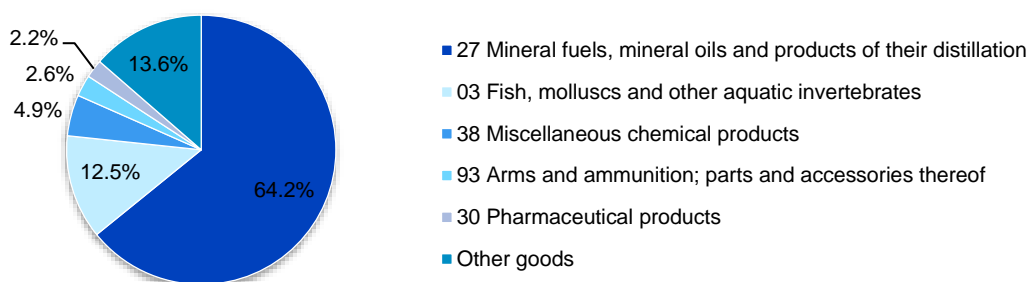 2.2%
13.6%
2.6%
4.9%
12.5%
64.2%
27 Mineral fuels, mineral oils and products of their distillation
03 Fish, molluscs and other aquatic invertebrates
38 Miscellaneous chemical products
93 Arms and ammunition; parts and accessories thereof
30 Pharmaceutical products
Other goods